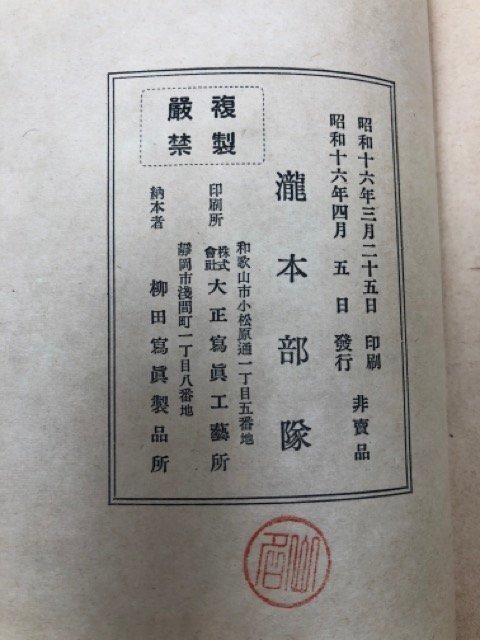 昭和十六年三月二十五日 印刷
昭和十六年四月 五 日 發行
非賣品
瀧本部隊
複製
嚴禁
和歌山市小松原通一丁目五番地
印刷所 株式會社 大正寫眞工藝所
靜岡市淺間町一丁目八番地
納本者 柳田寫眞製品所